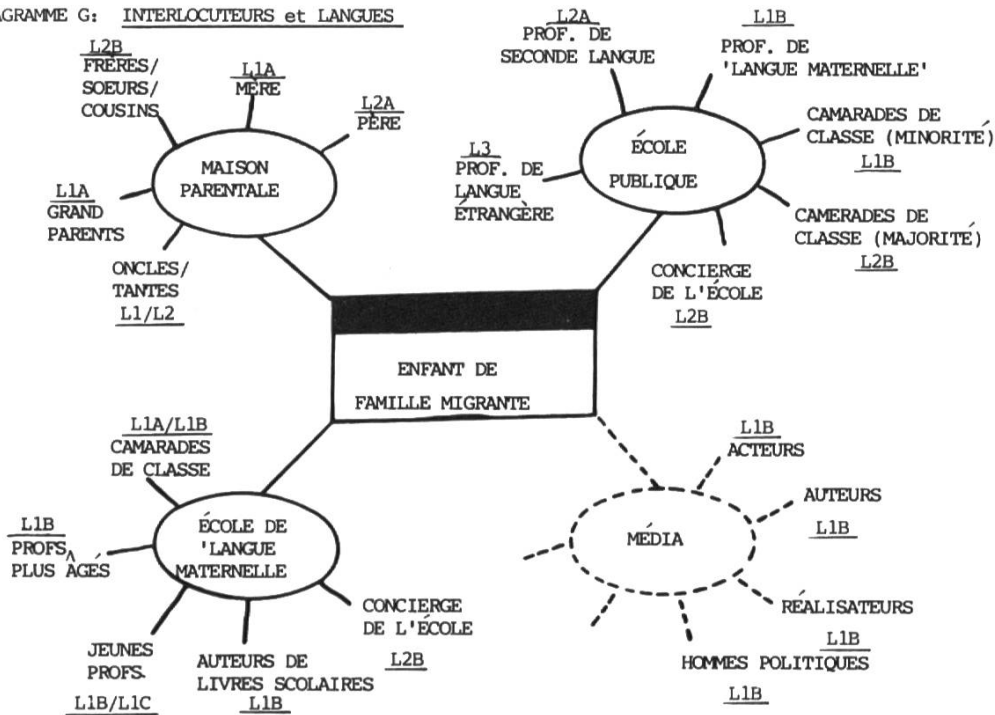 AGRAMME G: INTERLOCUTEURS et LANGUES
L2B
FRÈRES/
SOEURS/
COUSINS
L1A
MÈRE
L2A
PÈRE
MAISON
PARENTALE
L1A
GRAND
PARENTS
ONCLES/
TANTES
L1/L2
L2A
PROF. DE
SECONDE LANGUE
L1B
PROF. DE
'LANGUE MATERNELLE'
L3
PROF. DE
LANGUE
ÉTRANGÈRE
ÉCOLE
PUBLIQUE
CAMARADES DE
CLASSE (MINORITÉ)
L1B
CAMERADES DE
CLASSE (MAJORITÉ)
L2B
CONCIERGE
DE L'ÉCOLE
L2B
ENFANT DE
FAMILLE MIGRANTE
L1A/L1B
CAMARADES
DE CLASSE
L1B
PROFS
PLUS ÂGÉS
ÉCOLE DE
'LANGUE
MATERNELLE
JEUNES
PROFS.
L1B/L1C
AUTEURS DE
LIVRES SCOLAIRES
L1B
CONCIERGE
DE L'ÉCOLE
L2B
MÉDIA
L1B
ACTEURS
AUTEURS
L1B
RÉALISATEURS
L1B
HOMMES POLITIQUES
L1B